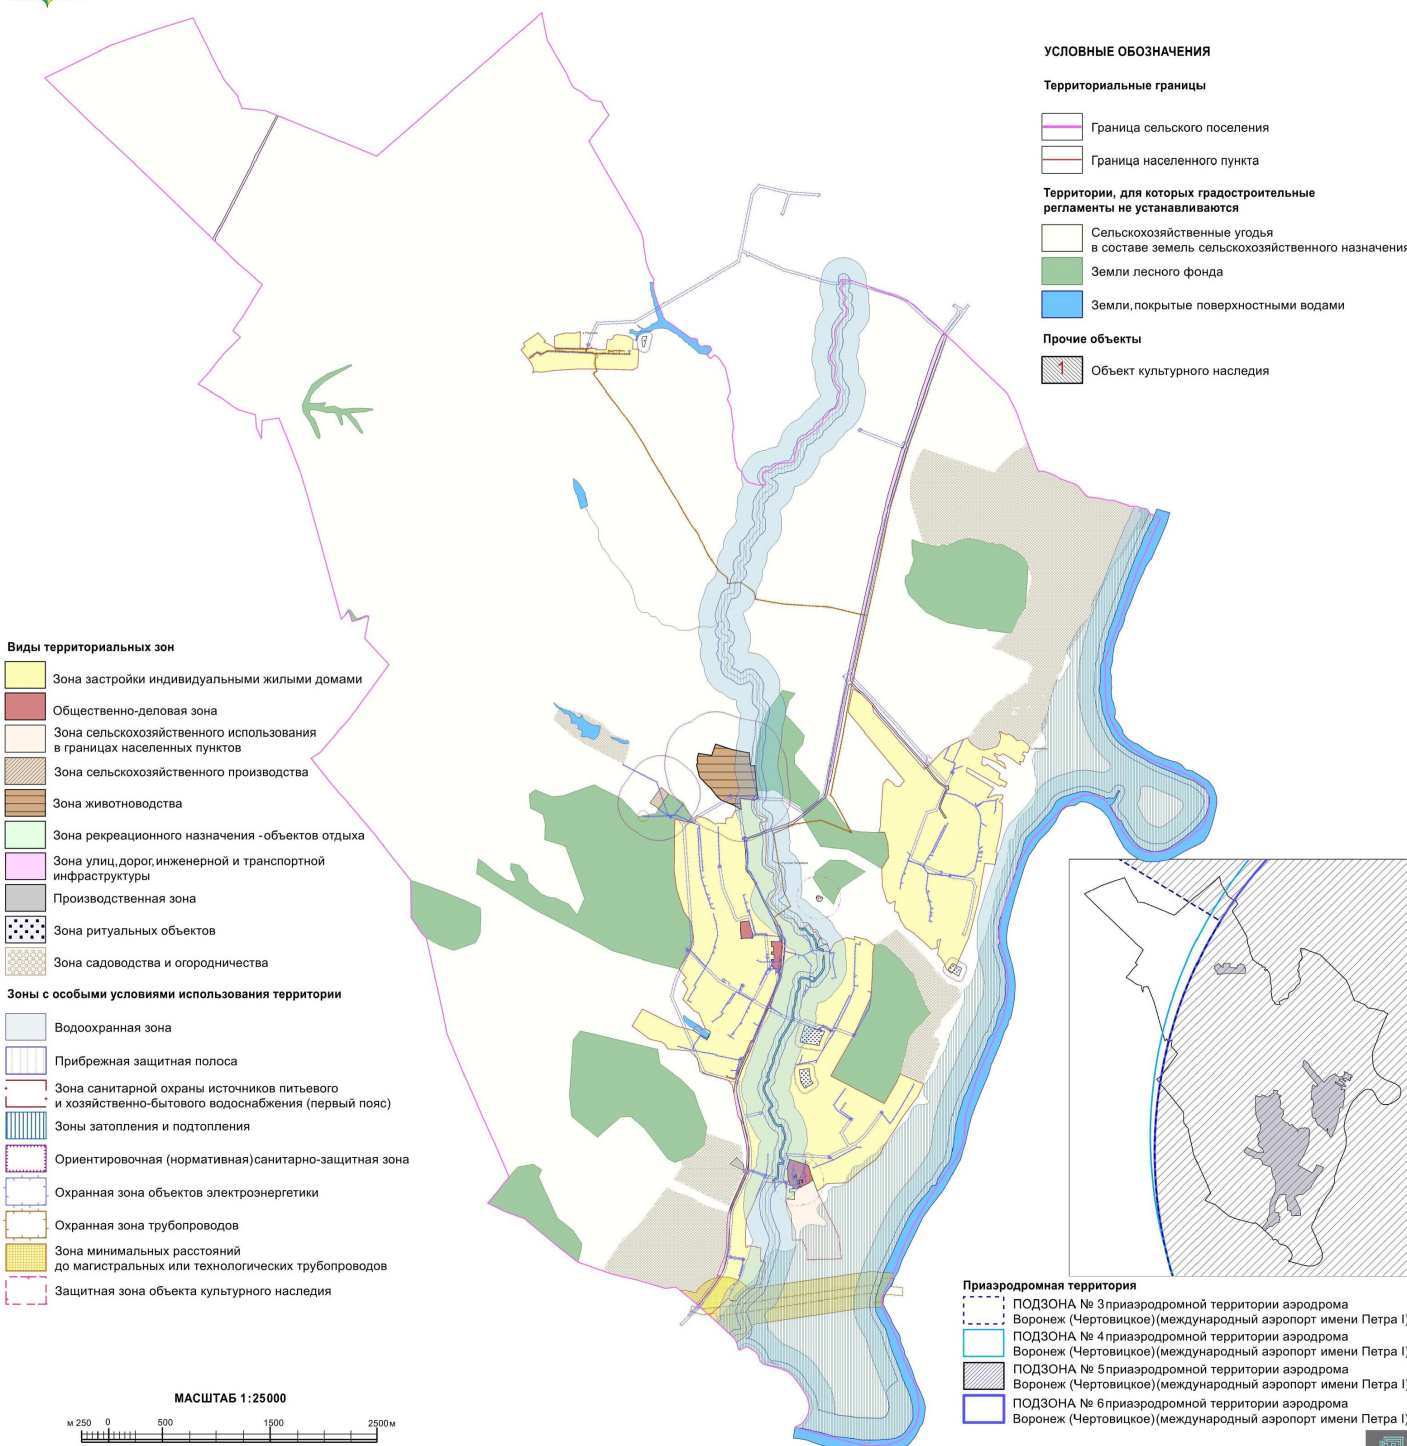 УСЛОВНЫЕ ОБОЗНАЧЕНИЯ
Территориальные границы
Граница сельского поселения
Граница населенного пункта
Территории, для которых градостроительные
регламенты не устанавливаются
Сельскохозяйственные угодья
в составе земель сельскохозяйственного назначения
Земли лесного фонда
Земли, покрытые поверхностными водами
Прочие объекты
1
Объект культурного наследия
Виды территориальных зон
Зона застройки индивидуальными жилыми домами
Общественно-деловая зона
Зона сельскохозяйственного использования
в границах населенных пунктов
Зона сельскохозяйственного производства
Зона животноводства
Зона рекреационного назначения -объектов отдыха
Зона улиц, дорог, инженерной и транспортной
инфраструктуры
Производственная зона
Зона ритуальных объектов
Зона садоводства и огородничества
Зоны с особыми условиями использования территории
Водоохранная зона
Прибрежная защитная полоса
Зона санитарной охраны источников питьевого
и хозяйственно-бытового водоснабжения (первый пояс)
Зоны затопления и подтопления
Ориентировочная (нормативная) санитарно-защитная зона
Охранная зона объектов электроэнергетики
Охранная зона трубопроводов
Зона минимальных расстояний
до магистральных или технологических трубопроводов
Защитная зона объекта культурного наследия
МАСШТАБ 1:25000
м 250 0 500 1500 2500м
Приаэродромная территория
ПОДЗОНА № 3 приаэродромной территории аэродрома
Воронеж (Чертовицкое)(международный аэропорт имени Петра I)
ПОДЗОНА № 4 приаэродромной территории аэродрома
Воронеж (Чертовицкое)(международный аэропорт имени Петра I)
ПОДЗОНА № 5 приаэродромной территории аэродрома
Воронеж (Чертовицкое)(международный аэропорт имени Петра I)
ПОДЗОНА № 6 приаэродромной территории аэродрома
Воронеж (Чертовицкое)(международный аэропорт имени Петра I)